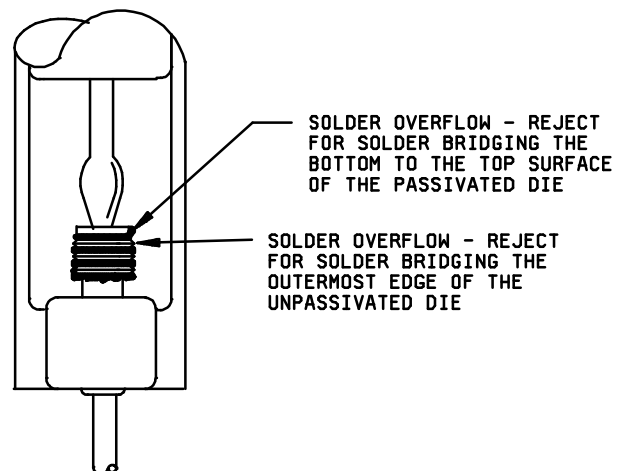 SOLDER OVERFLOW - REJECT
FOR SOLDER BRIDGING THE
BOTTOM TO THE TOP SURFACE
OF THE PASSIVATED DIE
SOLDER OVERFLOW - REJECT
FOR SOLDER BRIDGING THE
OUTERMOST EDGE OF THE
UNPASSIVATED DIE